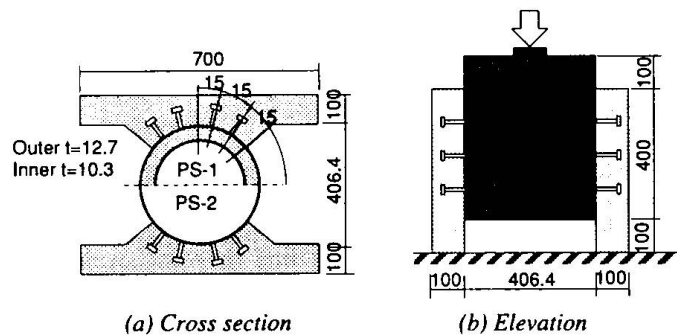 700
15
15
15
100
406.4
100
Outer t=12.7
Inner t=10.3
PS-1
PS-2
(a) Cross section
100
400
100
100
406.4
100
(b) Elevation